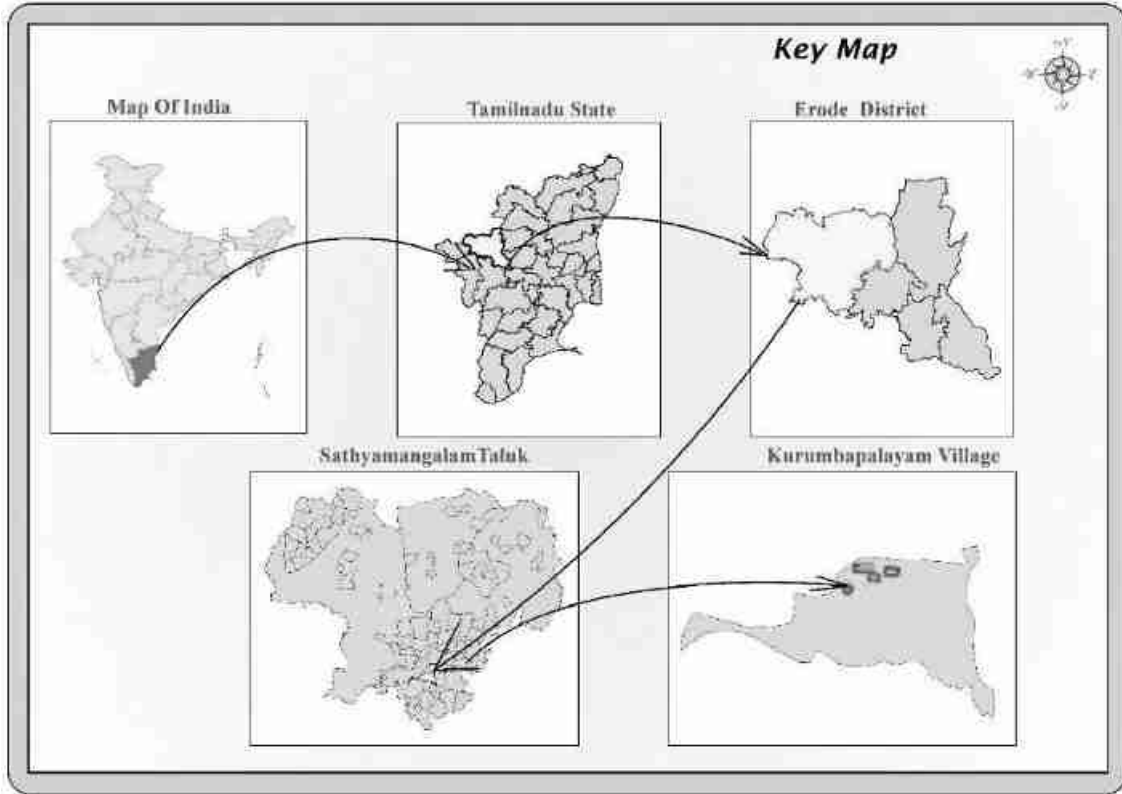 Key Map
Map Of India
Tamilnadu State
Erode District
SathyamangalamTaluk
Kurumbapalayam Village